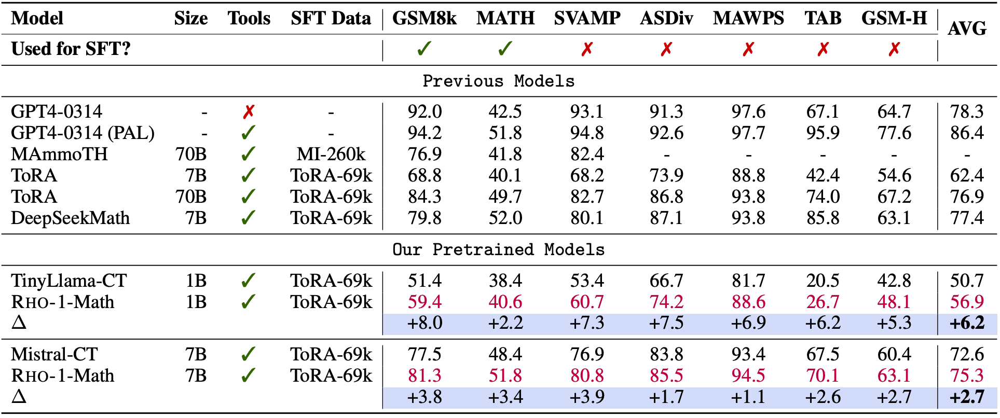 Model Size Tools SFT Data GSM8k MATH SVAMP ASDiv MAWPS TAB GSM-H AVG
Used for SFT? ✓ ✓ ✗ ✗ ✗ ✗ ✗
Previous Models
GPT4-0314 - ✗ - 92.0 42.5 93.1 91.3 97.6 67.1 64.7 78.3
GPT4-0314 (PAL) - ✓ - 94.2 51.8 94.8 92.6 97.7 95.9 77.6 86.4
MAmmoTH 70B ✓ MI-260k 76.9 41.8 82.4 - - - - -
ToRA 7B ✓ ToRA-69k 68.8 40.1 68.2 73.9 88.8 42.4 54.6 62.4
ToRA 70B ✓ ToRA-69k 84.3 49.7 82.7 86.8 93.8 74.0 67.2 76.9
DeepSeekMath 7B ✓ ToRA-69k 79.8 52.0 80.1 87.1 93.8 85.8 63.1 77.4
Our Pretrained Models
TinyLlama-CT 1B ✓ ToRA-69k 51.4 38.4 53.4 66.7 81.7 20.5 42.8 50.7
RHO-1-Math 1B ✓ ToRA-69k 59.4 40.6 60.7 74.2 88.6 26.7 48.1 56.9
Δ +8.0 +2.2 +7.3 +7.5 +6.9 +6.2 +5.3 +6.2
Mistral-CT 7B ✓ ToRA-69k 77.5 48.4 76.9 83.8 93.4 67.5 60.4 72.6
RHO-1-Math 7B ✓ ToRA-69k 81.3 51.8 80.8 85.5 94.5 70.1 63.1 75.3
Δ +3.8 +3.4 +3.9 +1.7 +1.1 +2.6 +2.7 +2.7